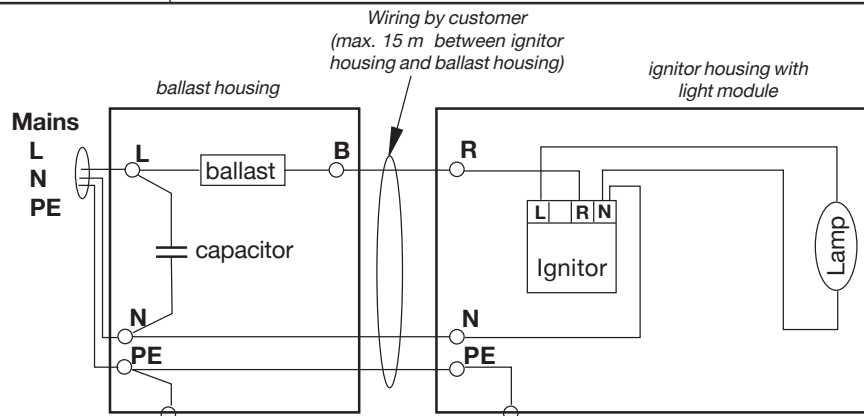 Wiring by customer
(max. 15 m between ignitor
housing and ballast housing)
ballast housing
ignitor housing with
light module
Mains
L
N
PE
L
ballast
B
R
L R N
Ignitor
Lamp
capacitor
N
N
PE
PE